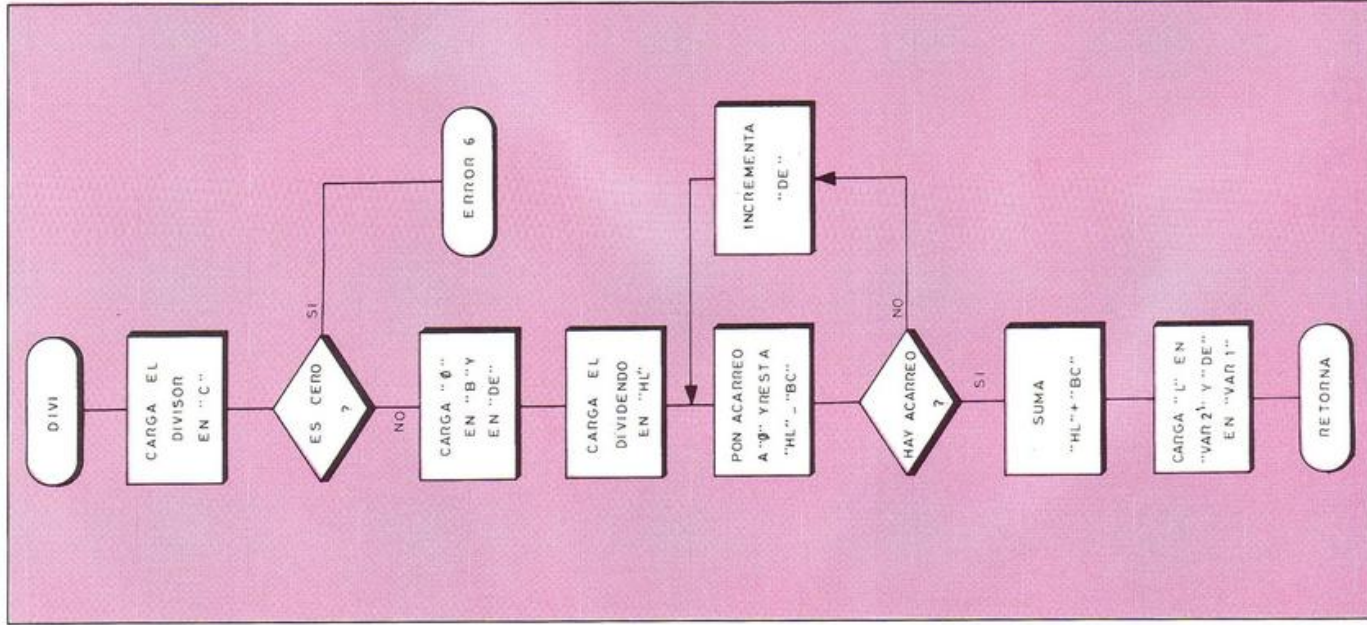 DIVI
CARGA EL
DIVISOR
EN "C"
ES CERO
?
SI
ERROR 6
NO
CARGA "Ø"
EN "B" Y
EN "DE"
CARGA EL
DIVIDENDO
EN "HL"
PON ACARREO
A "Ø" Y RESTA
"HL" - "BC"
INCREMENTA
"DE"
HAY ACARREO
?
NO
SI
SUMA
"HL" + "BC"
CARGA "L" EN
"VAR 2" Y "DE"
EN "VAR 1"
RETORNA